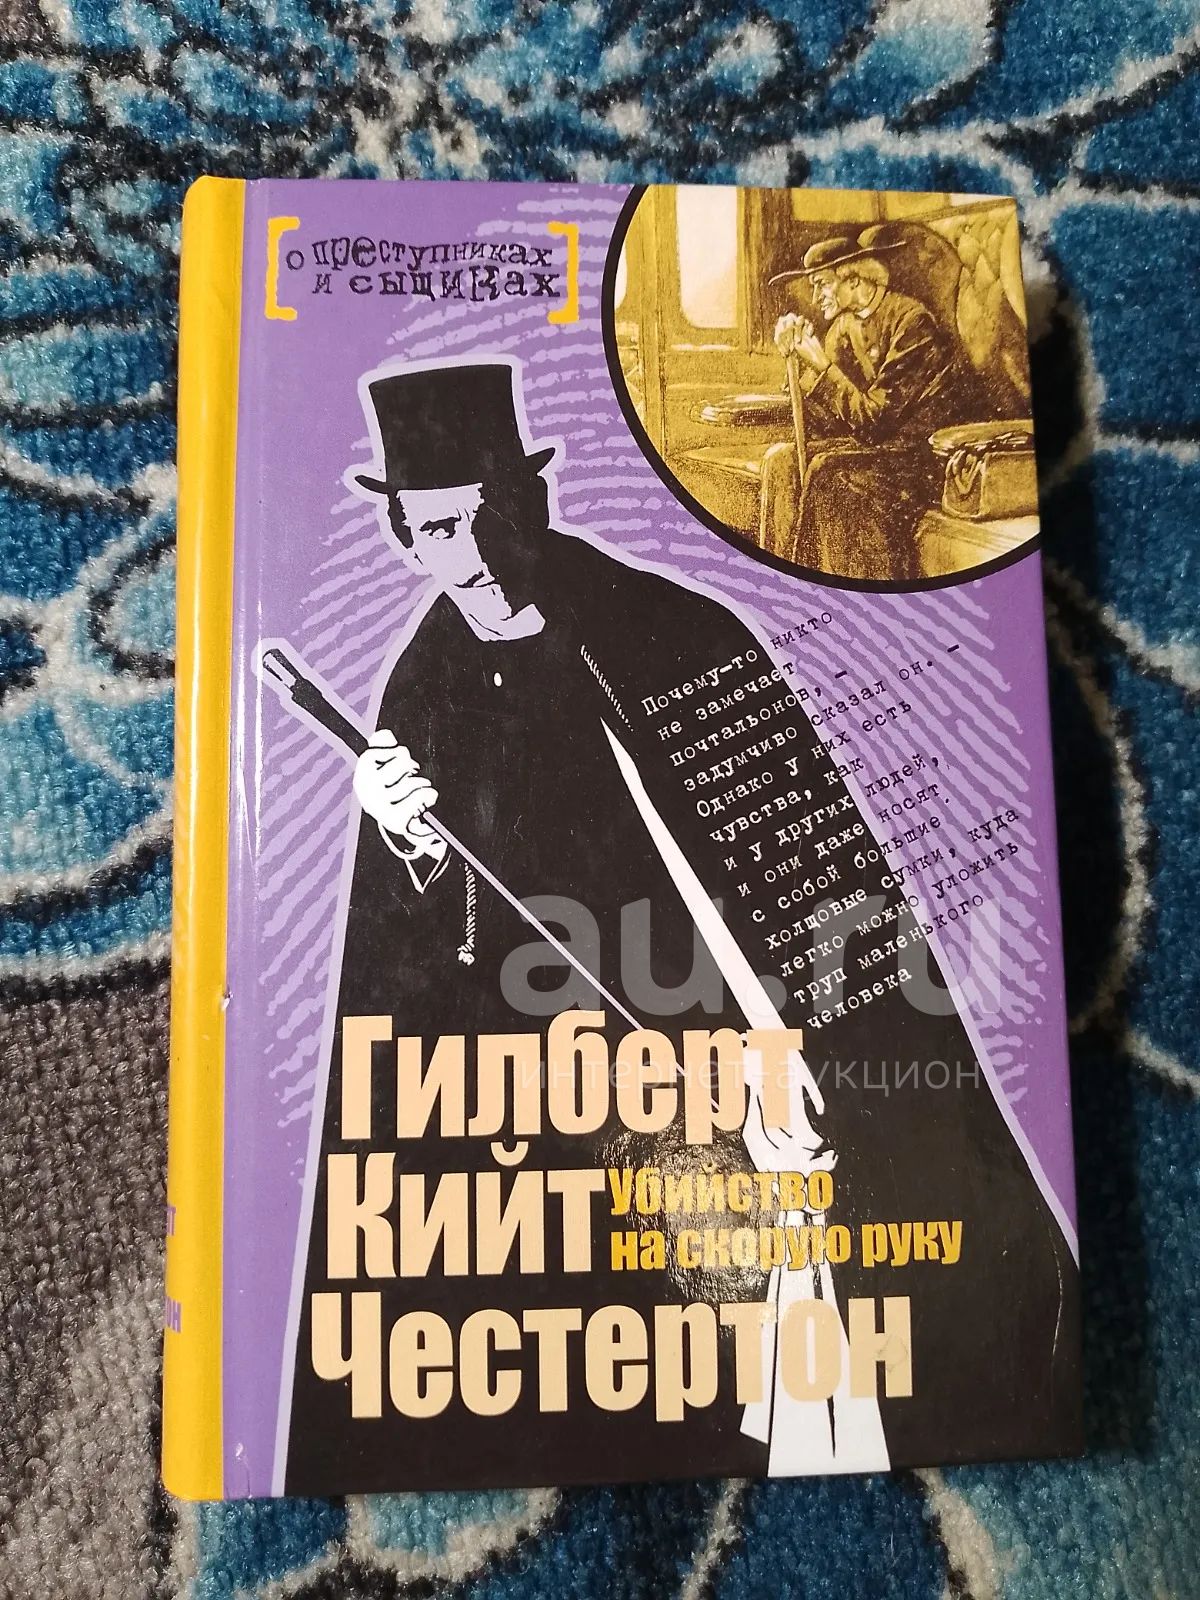 о преступниках
и сыщиках
Почему-то никто
не замечает
почтальонов, –
задумчиво сказал он. –
Однако у них есть
чувства, как
и у других людей,
и они даже носят
с собой большие
холщовые сумки, куда
легко можно уложить
труп маленького
человека
au.ru
интернет-аукцион
Гилберт
Кийт
Убийство
на скорую руку
Честертон